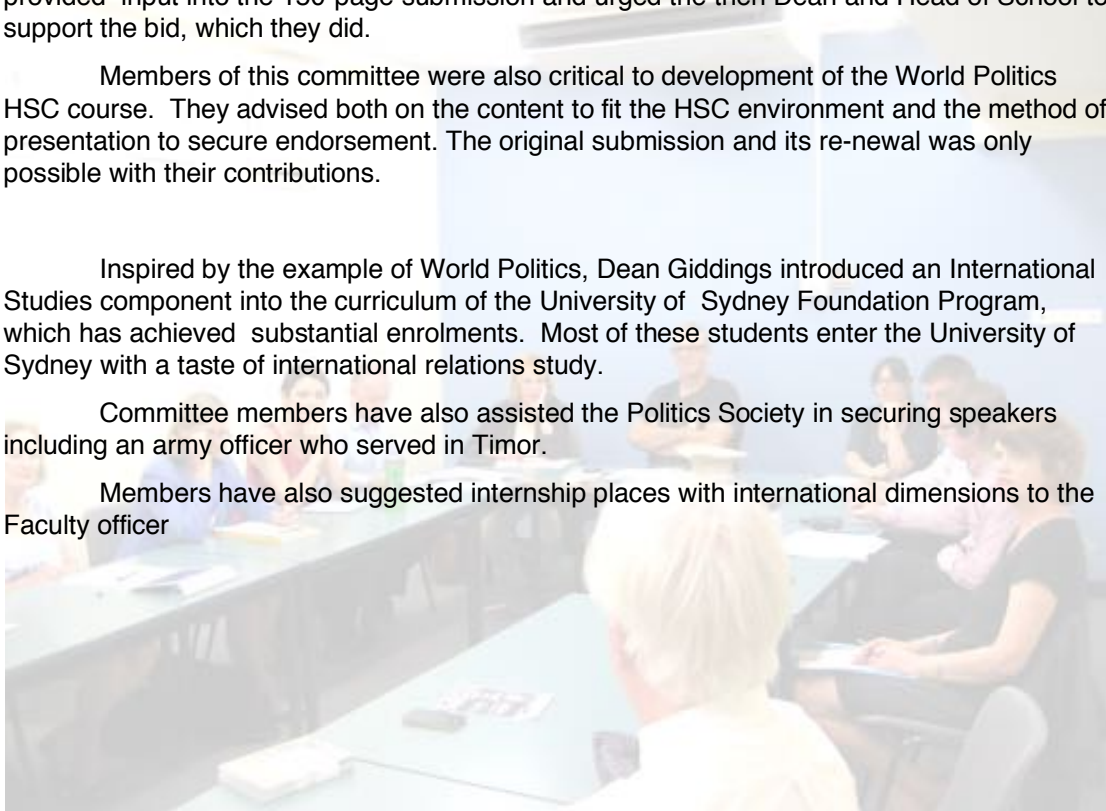 provided input into the 150 page submission and urged the then Dean and Head of School to
support the bid, which they did.
Members of this committee were also critical to development of the World Politics
HSC course. They advised both on the content to fit the HSC environment and the method of
presentation to secure endorsement. The original submission and its re-newal was only
possible with their contributions.
Inspired by the example of World Politics, Dean Giddings introduced an International
Studies component into the curriculum of the University of Sydney Foundation Program,
which has achieved substantial enrolments. Most of these students enter the University of
Sydney with a taste of international relations study.
Committee members have also assisted the Politics Society in securing speakers
including an army officer who served in Timor.
Members have also suggested internship places with international dimensions to the
Faculty officer